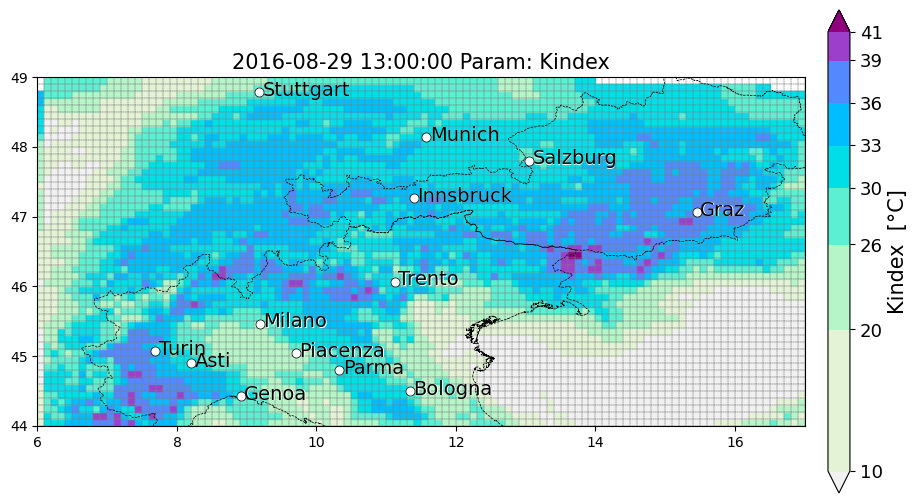 2016-08-29 13:00:00 Param: Kindex
41
39
36
33
30
26
20
10
Kindex [°C]
49
48
47
46
45
44
6
8
10
12
14
16
Stuttgart
Munich
Salzburg
Innsbruck
Graz
Trento
Milano
Turin
Piacenza
Asti
Parma
Bologna
Genoa